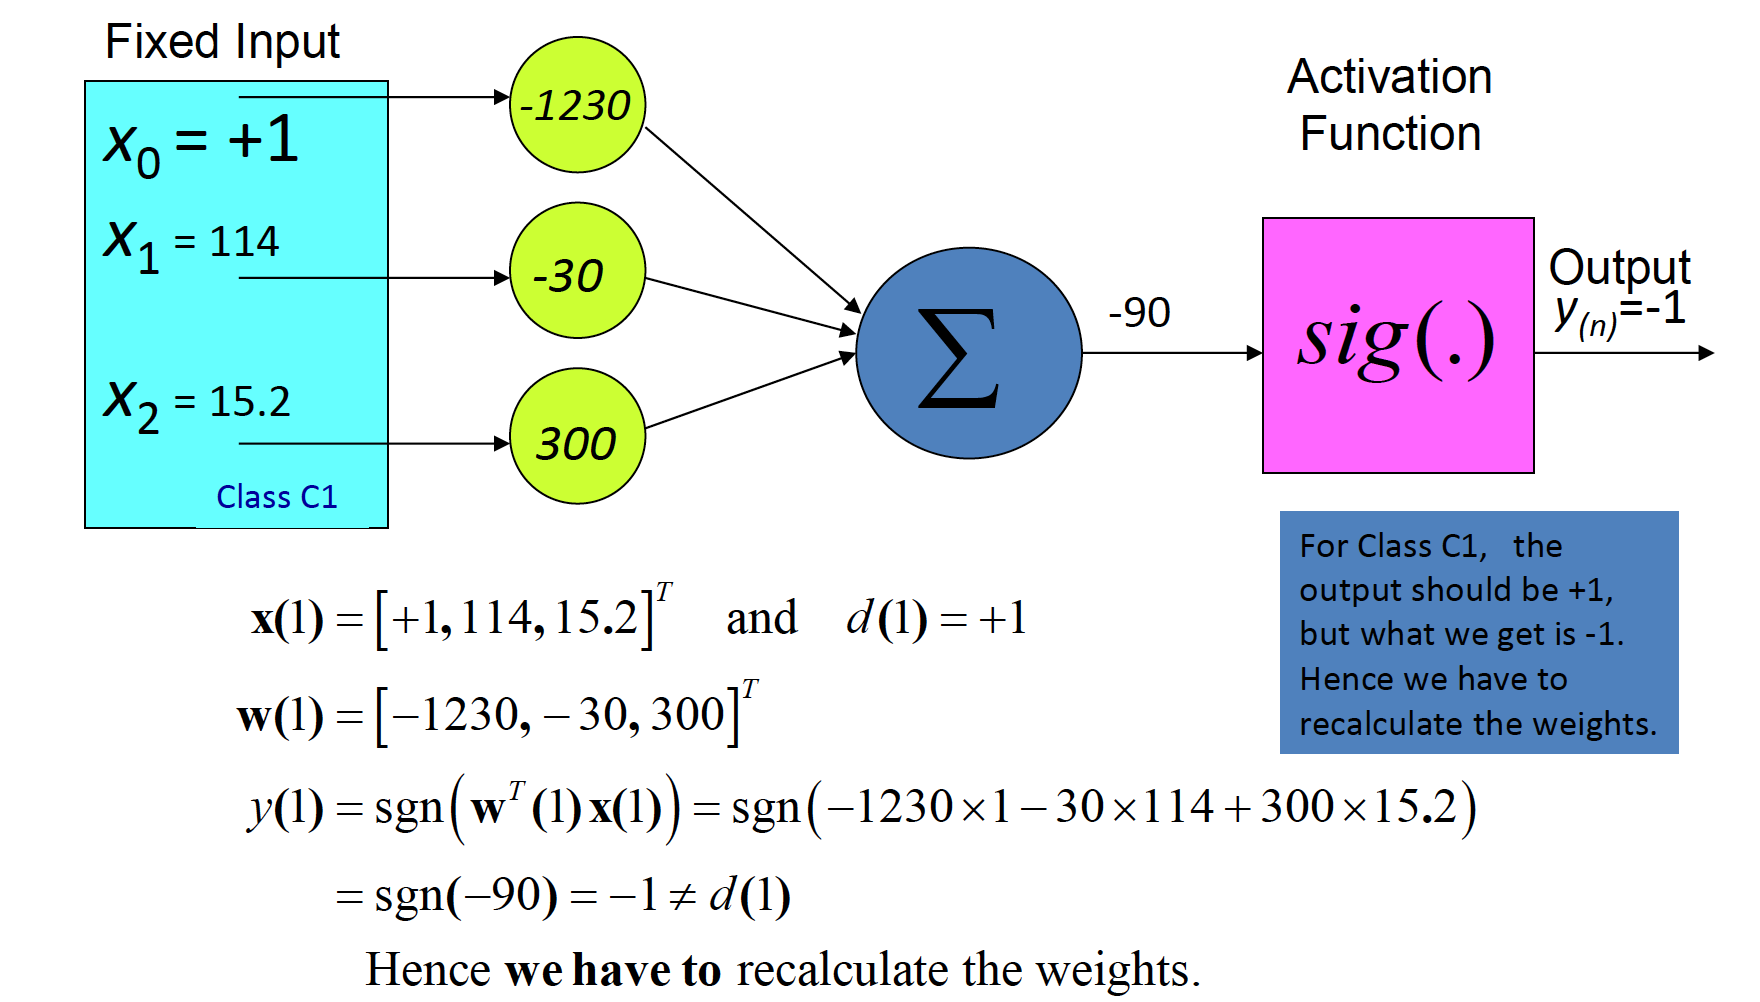 Fixed Input
x₀ = +1
x₁ = 114
x₂ = 15.2
Class C1
-1230
-30
300
∑
-90
Activation
Function
sig(.)
Output
y₍ₙ₎=-1
For Class C1, the
output should be +1,
but what we get is -1.
Hence we have to
recalculate the weights.
x(1) = [+1, 114, 15.2]ᵀ and d(1) = +1
w(1) = [−1230, −30, 300]ᵀ
y(1) = sgn(wᵀ(1)x(1)) = sgn(−1230×1−30×114+300×15.2)
= sgn(−90) = −1 ≠ d(1)
Hence we have to recalculate the weights.